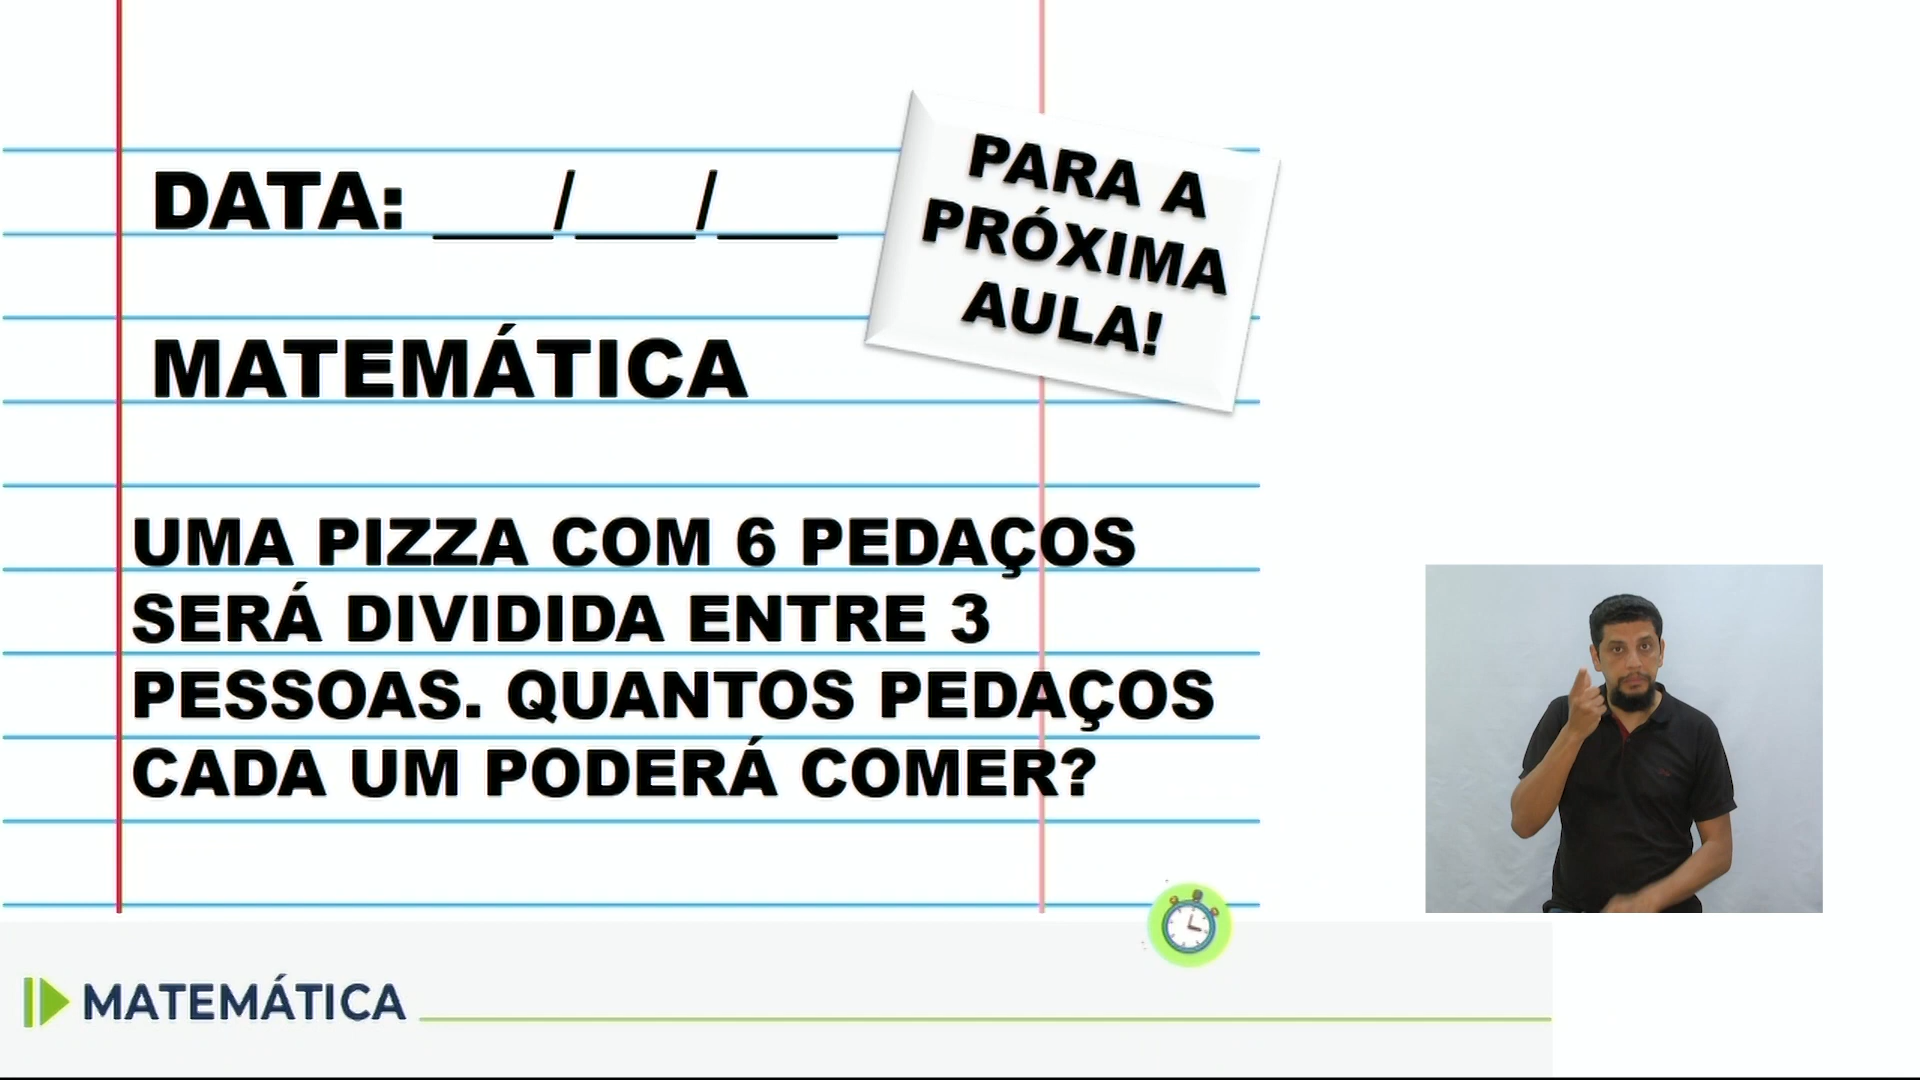 DATA: ___/___/___
PARA A
PRÓXIMA
AULA!
MATEMÁTICA
UMA PIZZA COM 6 PEDAÇOS
SERÁ DIVIDIDA ENTRE 3
PESSOAS. QUANTOS PEDAÇOS
CADA UM PODERÁ COMER?
MATEMÁTICA